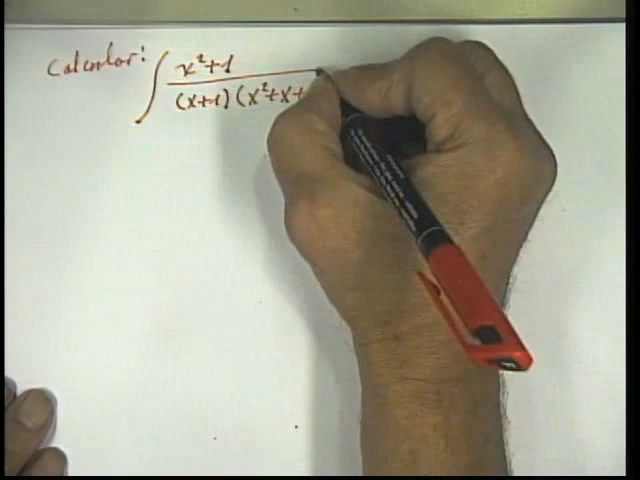 Calcular: ∫ x²+1
(x+1) (x²+x+